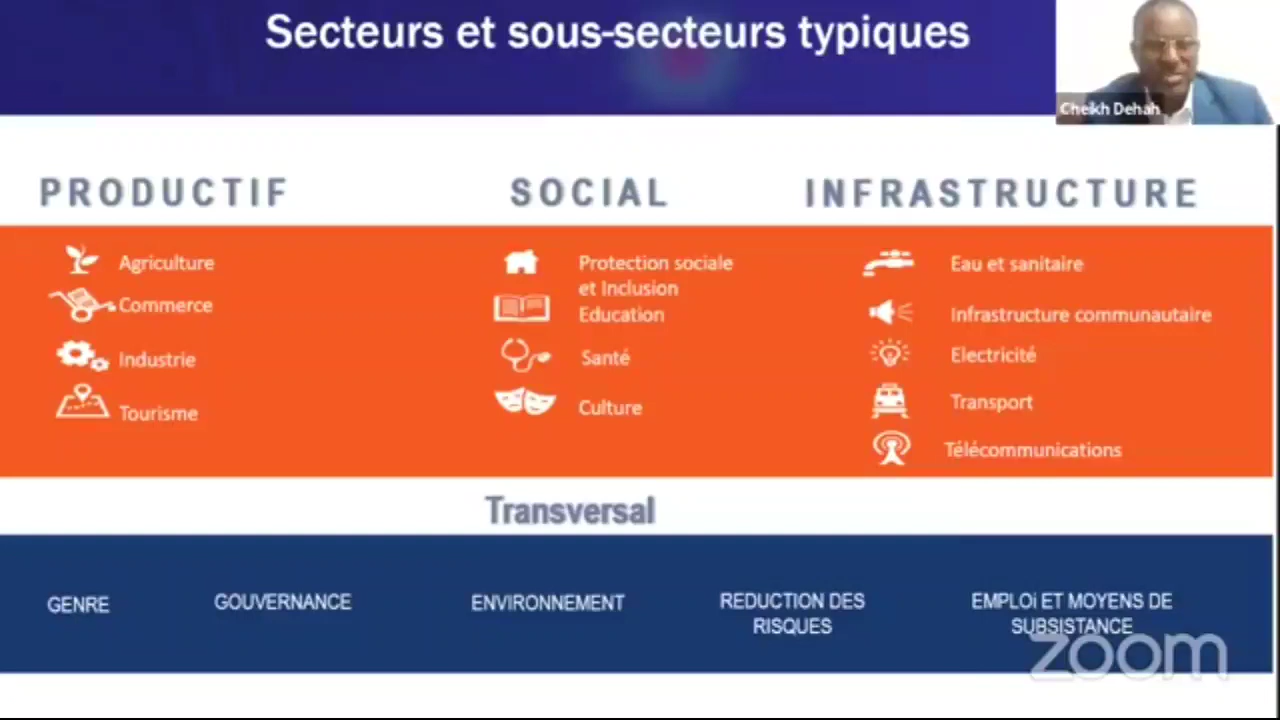 Secteurs et sous-secteurs typiques
Cheikh Dehah
PRODUCTIF
Agriculture
Commerce
Industrie
Tourisme
SOCIAL
Protection sociale
et Inclusion
Education
Santé
Culture
INFRASTRUCTURE
Eau et sanitaire
Infrastructure communautaire
Electricité
Transport
Télécommunications
Transversal
GENRE
GOUVERNANCE
ENVIRONNEMENT
REDUCTION DES
RISQUES
EMPLOi ET MOYENS DE
SUBSISTANCE
zoom